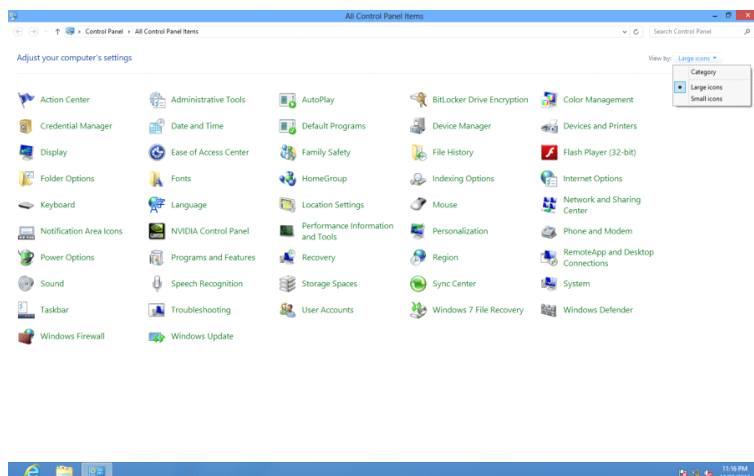 All Control Panel Items
Control Panel All Control Panel Items
Search Control Panel
Adjust your computer's settings
View by: Large icons
Category
Large icons
Small icons
Action Center
Administrative Tools
AutoPlay
BitLocker Drive Encryption
Color Management
Credential Manager
Date and Time
Default Programs
Device Manager
Devices and Printers
Display
Ease of Access Center
Family Safety
File History
Flash Player (32-bit)
Folder Options
Fonts
HomeGroup
Indexing Options
Internet Options
Keyboard
Language
Location Settings
Mouse
Network and Sharing
Center
Notification Area Icons
NVIDIA Control Panel
Performance Information
and Tools
Personalization
Phone and Modem
Power Options
Programs and Features
Recovery
Region
RemoteApp and Desktop
Connections
Sound
Speech Recognition
Storage Spaces
Sync Center
System
Taskbar
Troubleshooting
User Accounts
Windows 7 File Recovery
Windows Defender
Windows Firewall
Windows Update
11:16 PM